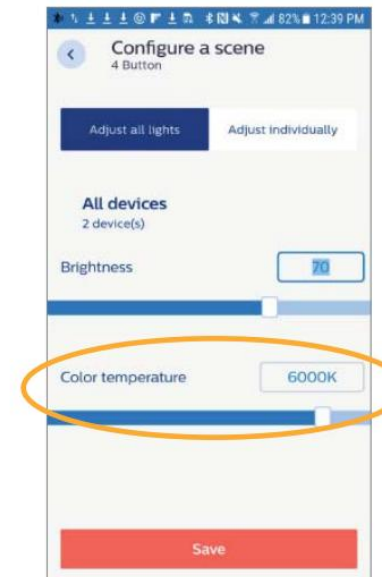 82% 12:39 PM
Configure a scene
4 Button
Adjust all lights Adjust individually
All devices
2 device(s)
Brightness 70
Color temperature 6000K
Save